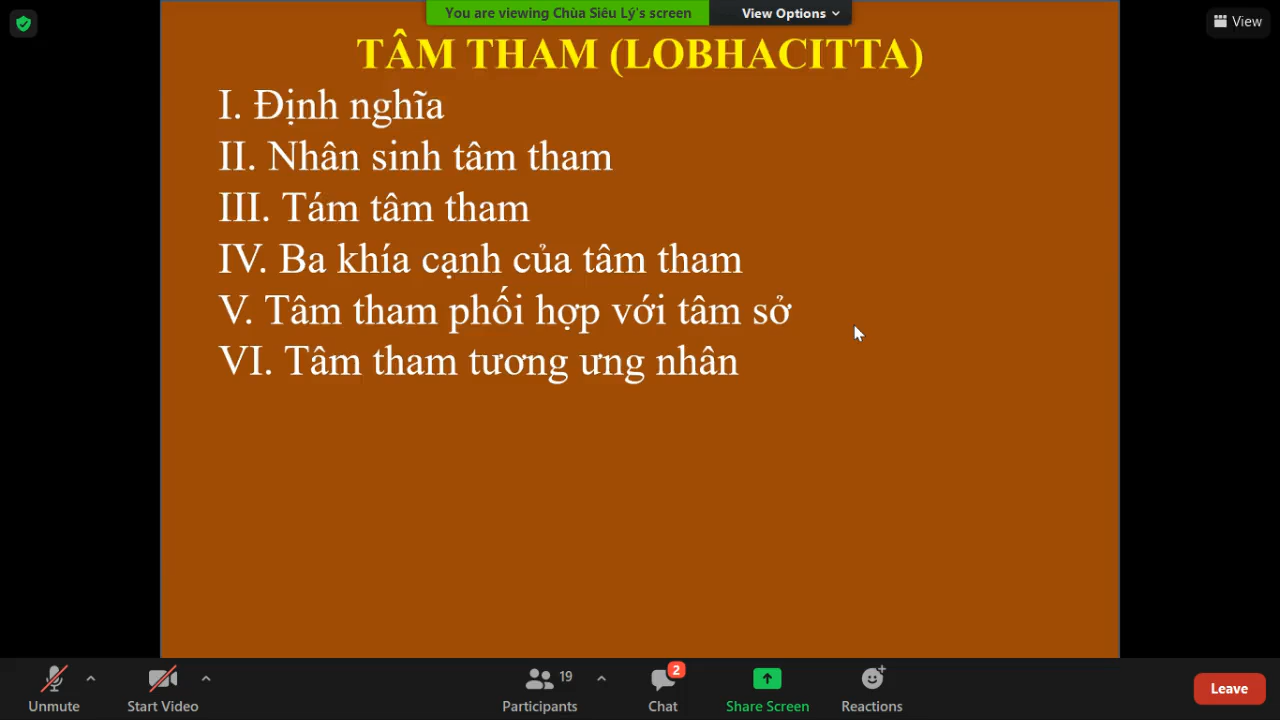 You are viewing Chùa Siêu Lý's screen
View Options
View
TÂM THAM (LOBHACITTA)
I. Định nghĩa
II. Nhân sinh tâm tham
III. Tám tâm tham
IV. Ba khía cạnh của tâm tham
V. Tâm tham phối hợp với tâm sở
VI. Tâm tham tương ưng nhân
19
2
Unmute
Start Video
Participants
Chat
Share Screen
Reactions
Leave